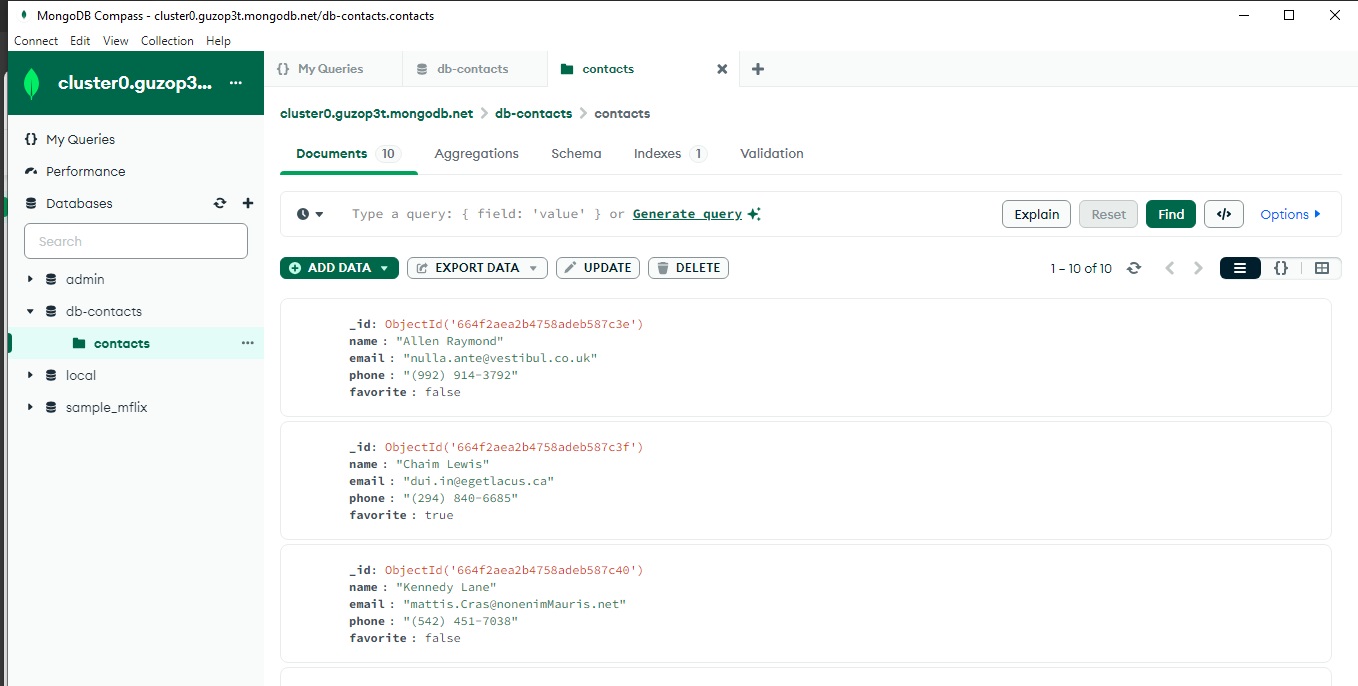 MongoDB Compass - cluster0.guzop3t.mongodb.net/db-contacts.contacts
Connect Edit View Collection Help
cluster0.guzop3... ...
{} My Queries
Performance
Databases
Search
admin
db-contacts
contacts ...
local
sample_mflix
{} My Queries db-contacts contacts
cluster0.guzop3t.mongodb.net > db-contacts > contacts
Documents 10 Aggregations Schema Indexes 1 Validation
Type a query: { field: 'value' } or Generate query Explain Reset Find </> Options
ADD DATA EXPORT DATA UPDATE DELETE 1 – 10 of 10 {}
_id: ObjectId('664f2aea2b4758adeb587c3e')
name : "Allen Raymond"
email : "nulla.ante@vestibul.co.uk"
phone : "(992) 914-3792"
favorite : false
_id: ObjectId('664f2aea2b4758adeb587c3f')
name : "Chaim Lewis"
email : "dui.in@egetlacus.ca"
phone : "(294) 840-6685"
favorite : true
_id: ObjectId('664f2aea2b4758adeb587c40')
name : "Kennedy Lane"
email : "mattis.Cras@nonenimMauris.net"
phone : "(542) 451-7038"
favorite : false